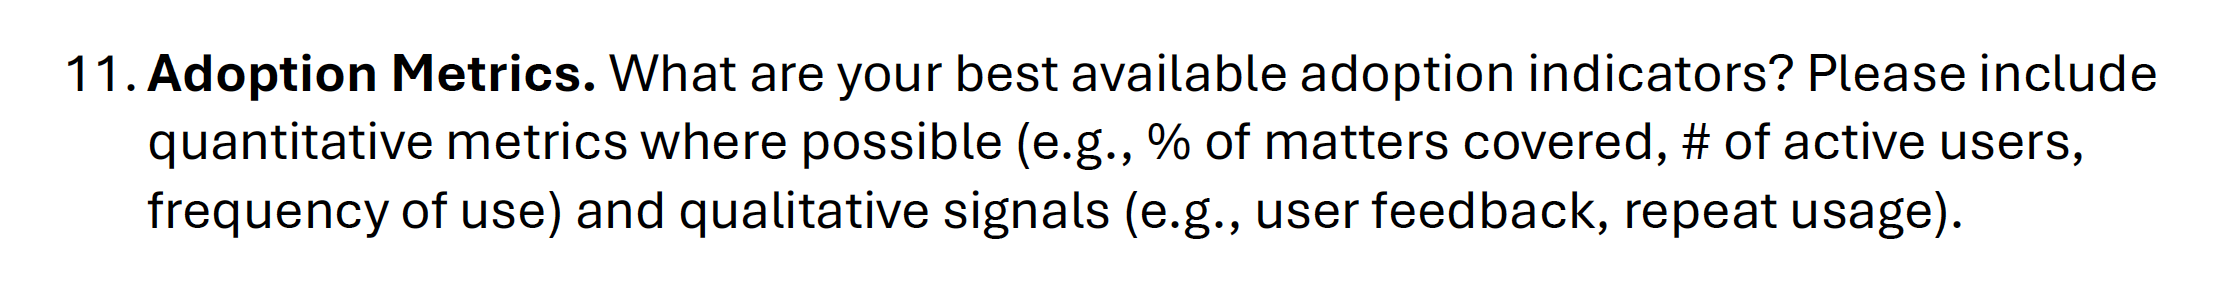 11. Adoption Metrics. What are your best available adoption indicators? Please include
quantitative metrics where possible (e.g., % of matters covered, # of active users,
frequency of use) and qualitative signals (e.g., user feedback, repeat usage).